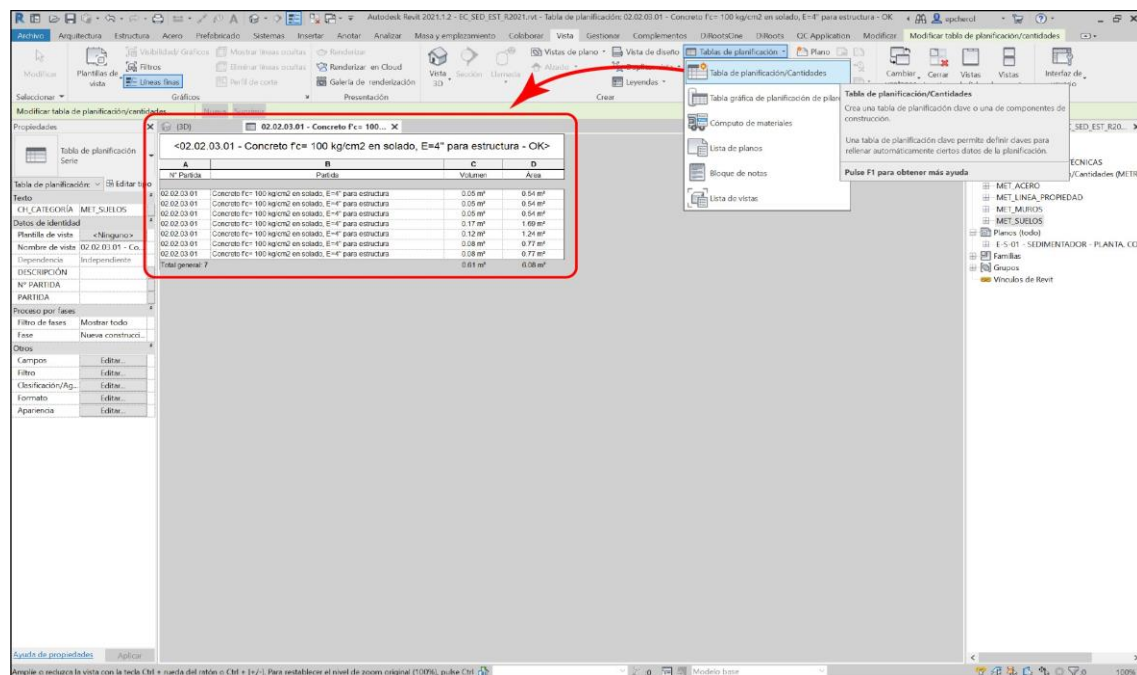 Autodesk Revit 2021.1.2 - EC_SED_EST_R2021.rvt - Tabla de planificación: 02.02.03.01 - Concreto f'c= 100 kg/cm2 en solado, E=4" para estructura - OK
Archivo Arquitectura Estructura Acero Prefabricado Sistemas Insertar Anotar Analizar Masa y emplazamiento Colaborar Vista Gestionar Complementos DiRootsOne DiRoots QC Application Modificar Modificar tabla de planificación/cantidades
Modificar
Plantillas de vista
Visibilidad/ Gráficos
Filtros
Líneas finas
Mostrar líneas ocultas
Eliminar líneas ocultas
Perfil de corte
Renderizar
Renderizar en Cloud
Galería de renderización
Vista 3D
Sección
Llamada
Vistas de plano
Alzado
Vista de diseño
Leyendas
Tablas de planificación
Plano
Cambiar
Cerrar
Vistas
Vistas
Interfaz de
Seleccionar
Gráficos
Presentación
Crear
Tabla de planificación/Cantidades
Tabla gráfica de planificación de pilar
Cómputo de materiales
Lista de planos
Bloque de notas
Lista de vistas
Tabla de planificación/Cantidades
Crea una tabla de planificación clave o una de componentes de construcción.
Una tabla de planificación clave permite definir claves para rellenar automáticamente ciertos datos de la planificación.
Pulse F1 para obtener más ayuda
Modificar tabla de planificación/cantidades
Propiedades
Tabla de planificación
Serie
Tabla de planificación:
Editar tipo
Texto
CH_CATEGORÍA MET_SUELOS
Datos de identidad
Plantilla de vista <Ninguno>
Nombre de vista 02.02.03.01 - Co...
Dependencia Independiente
DESCRIPCIÓN
N° PARTIDA
PARTIDA
Proceso por fases
Filtro de fases Mostrar todo
Fase Nueva construcci...
Otros
Campos Editar...
Filtro Editar...
Clasificación/Ag... Editar...
Formato Editar...
Apariencia Editar...
Ayuda de propiedades Aplicar
{3D}
02.02.03.01 - Concreto f'c= 100...
<02.02.03.01 - Concreto f'c= 100 kg/cm2 en solado, E=4" para estructura - OK>
A B C D
N° Partida Partida Volumen Área
02.02.03.01 Concreto f'c= 100 kg/cm2 en solado, E=4" para estructura 0.05 m³ 0.54 m²
02.02.03.01 Concreto f'c= 100 kg/cm2 en solado, E=4" para estructura 0.05 m³ 0.54 m²
02.02.03.01 Concreto f'c= 100 kg/cm2 en solado, E=4" para estructura 0.05 m³ 0.54 m²
02.02.03.01 Concreto f'c= 100 kg/cm2 en solado, E=4" para estructura 0.17 m³ 1.69 m²
02.02.03.01 Concreto f'c= 100 kg/cm2 en solado, E=4" para estructura 0.12 m³ 1.24 m²
02.02.03.01 Concreto f'c= 100 kg/cm2 en solado, E=4" para estructura 0.08 m³ 0.77 m²
02.02.03.01 Concreto f'c= 100 kg/cm2 en solado, E=4" para estructura 0.08 m³ 0.77 m²
Total general: 7 0.61 m³ 6.08 m²
_SED_EST_R20...
/Cantidades (METR
MET_ACERO
MET_LINEA_PROPIEDAD
MET_MUROS
MET_SUELOS
Planos (todo)
E-S-01 - SEDIMENTADOR - PLANTA, CO
Familias
Grupos
Vínculos de Revit
Amplíe o reduzca la vista con la tecla Ctrl + rueda del ratón o Ctrl + [+/-]. Para restablecer el nivel de zoom original (100%), pulse Ctrl
Modelo base
100%